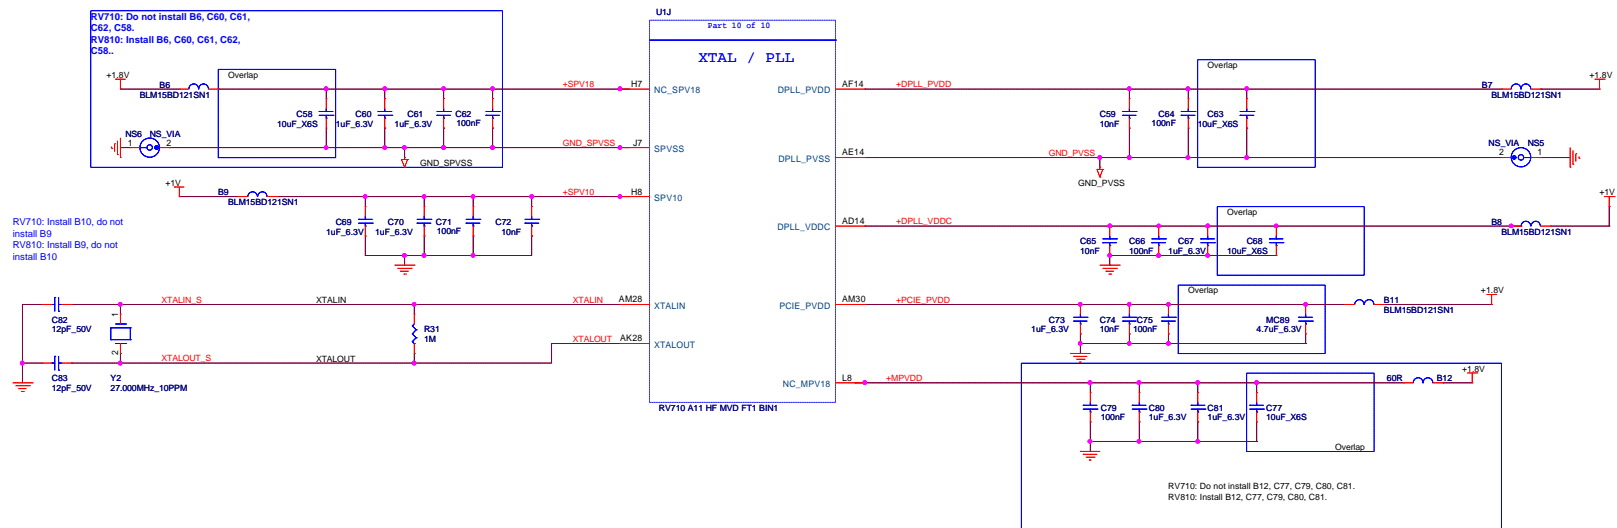 RV710: Do not install B6, C60, C61,
C62, C58.
RV810: Install B6, C60, C61, C62,
C58..
+1.8V
B6
BLM15BD121SN1
Overlap
C58
10uF_X6S
C60
1uF_6.3V
C61
1uF_6.3V
C62
100nF
+SPV18
H7
NS6 NS_VIA
1 2
GND_SPVSS
GND_SPVSS
J7
+1V
B9
BLM15BD121SN1
+SPV10
H8
C69
1uF_6.3V
C70
1uF_6.3V
C71
100nF
C72
10nF
RV710: Install B10, do not
install B9
RV810: Install B9, do not
install B10
XTALIN_S
XTALIN
XTALIN
AM28
C82
12pF_50V
1
2
R31
1M
XTALOUT_S
XTALOUT
XTALOUT
AK28
C83
12pF_50V
Y2
27.000MHz_10PPM
U1J
Part 10 of 10
XTAL / PLL
NC_SPV18
DPLL_PVDD
SPVSS
DPLL_PVSS
SPV10
DPLL_VDDC
XTALIN
PCIE_PVDD
XTALOUT
NC_MPV18
RV710 A11 HF MVD FT1 BIN1
AF14
+DPLL_PVDD
Overlap
C59
10nF
C64
100nF
C63
10uF_X6S
B7
BLM15BD121SN1
+1.8V
AE14
GND_PVSS
GND_PVSS
NS_VIA NS5
2 1
AD14
+DPLL_VDDC
Overlap
C65
10nF
C66
100nF
C67
1uF_6.3V
C68
10uF_X6S
B8
BLM15BD121SN1
+1V
AM30
+PCIE_PVDD
Overlap
C73
1uF_6.3V
C74
10nF
C75
100nF
MC89
4.7uF_6.3V
B11
BLM15BD121SN1
+1.8V
L8
+MPVDD
C79
100nF
C80
1uF_6.3V
C81
1uF_6.3V
C77
10uF_X6S
Overlap
60R B12
+1.8V
RV710: Do not install B12, C77, C79, C80, C81.
RV810: Install B12, C77, C79, C80, C81.